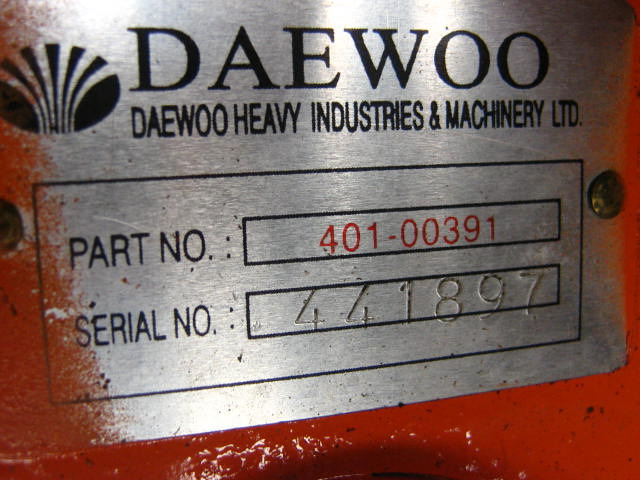 DAEWOO
DAEWOO HEAVY INDUSTRIES & MACHINERY LTD.
PART NO. : 401-00391
SERIAL NO. : 441897